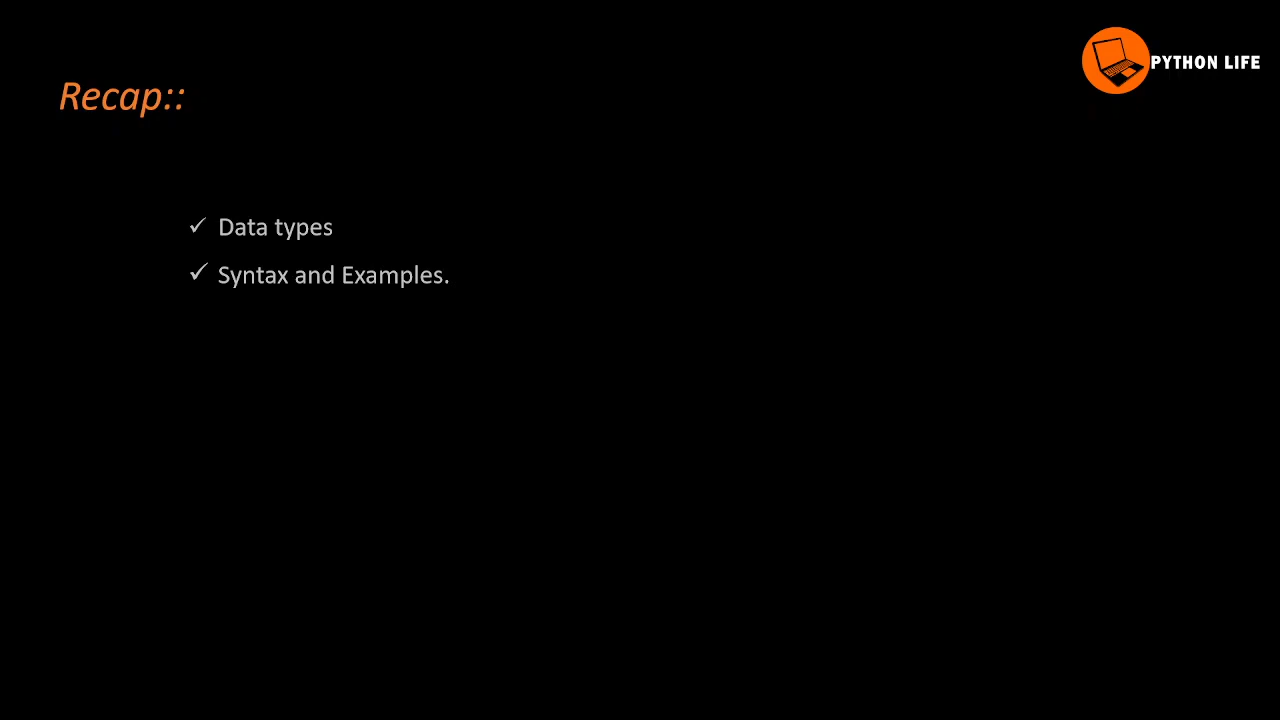 PYTHON LIFE
Recap::
✓ Data types
✓ Syntax and Examples.